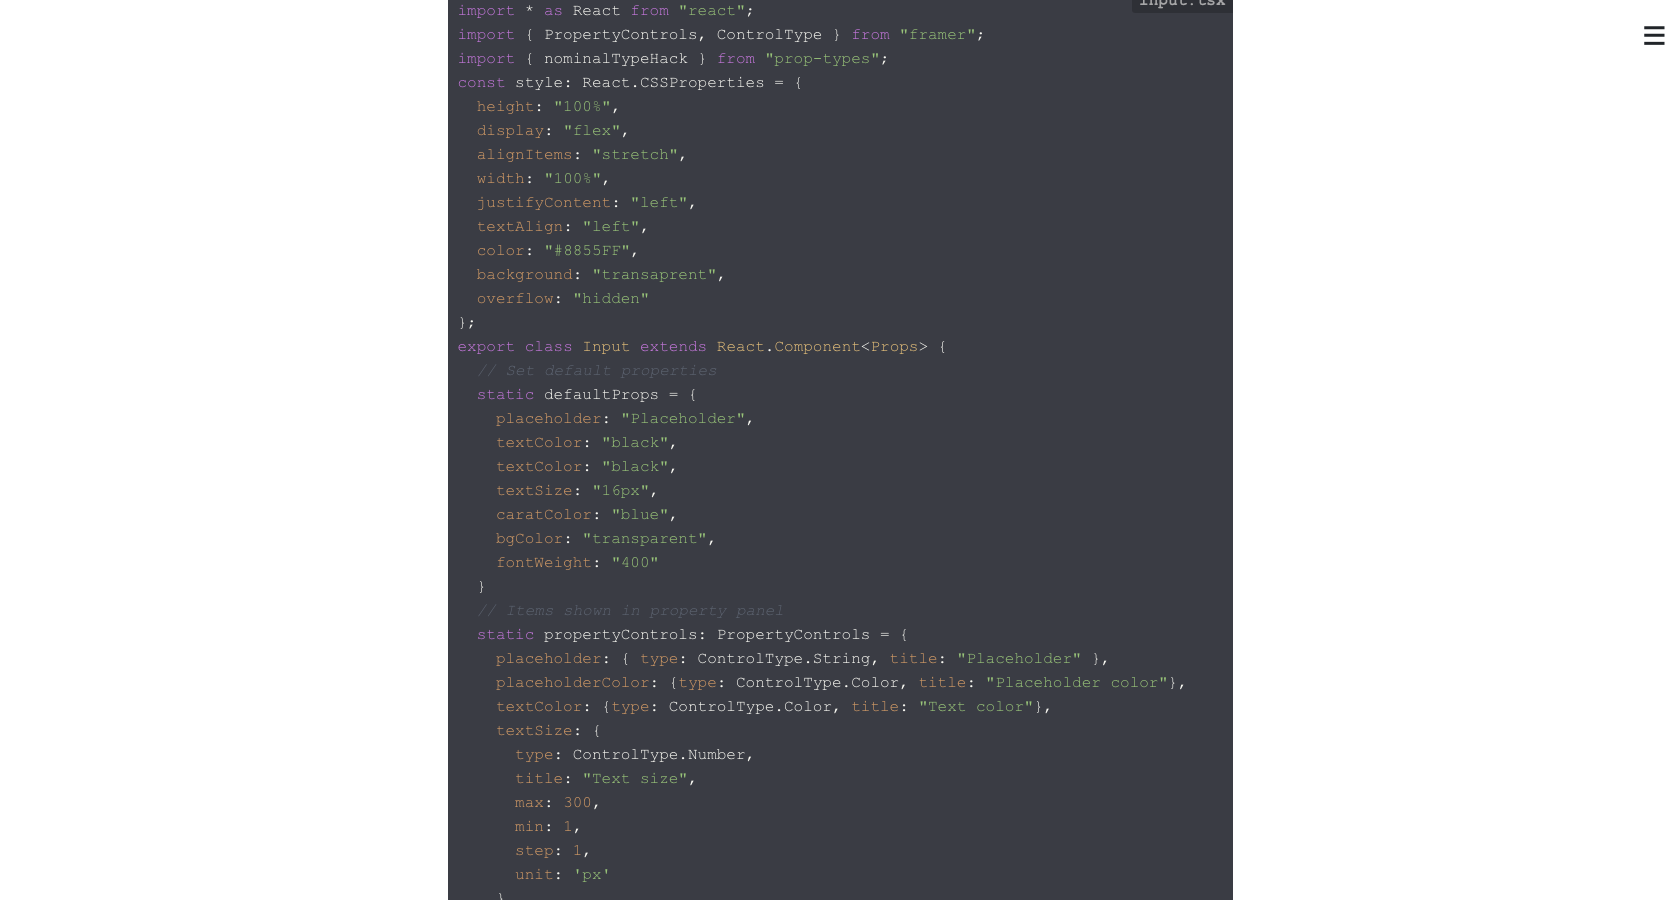 input.tsx
import * as React from "react";
import { PropertyControls, ControlType } from "framer";
import { nominalTypeHack } from "prop-types";
const style: React.CSSProperties = {
  height: "100%",
  display: "flex",
  alignItems: "stretch",
  width: "100%",
  justifyContent: "left",
  textAlign: "left",
  color: "#8855FF",
  background: "transaprent",
  overflow: "hidden"
};
export class Input extends React.Component<Props> {
  // Set default properties
  static defaultProps = {
    placeholder: "Placeholder",
    textColor: "black",
    textColor: "black",
    textSize: "16px",
    caratColor: "blue",
    bgColor: "transparent",
    fontWeight: "400"
  }
  // Items shown in property panel
  static propertyControls: PropertyControls = {
    placeholder: { type: ControlType.String, title: "Placeholder" },
    placeholderColor: {type: ControlType.Color, title: "Placeholder color"},
    textColor: {type: ControlType.Color, title: "Text color"},
    textSize: {
      type: ControlType.Number,
      title: "Text size",
      max: 300,
      min: 1,
      step: 1,
      unit: 'px'
    }